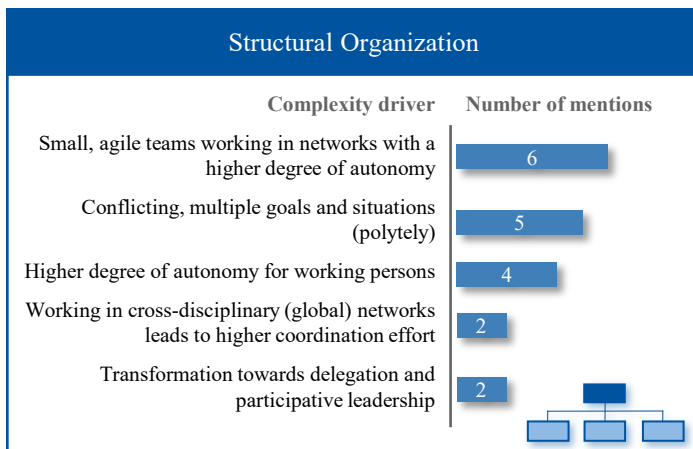 Structural Organization
Complexity driver Number of mentions
Small, agile teams working in networks with a
higher degree of autonomy
6
Conflicting, multiple goals and situations
(polytely)
5
Higher degree of autonomy for working persons
4
Working in cross-disciplinary (global) networks
leads to higher coordination effort
2
Transformation towards delegation and
participative leadership
2